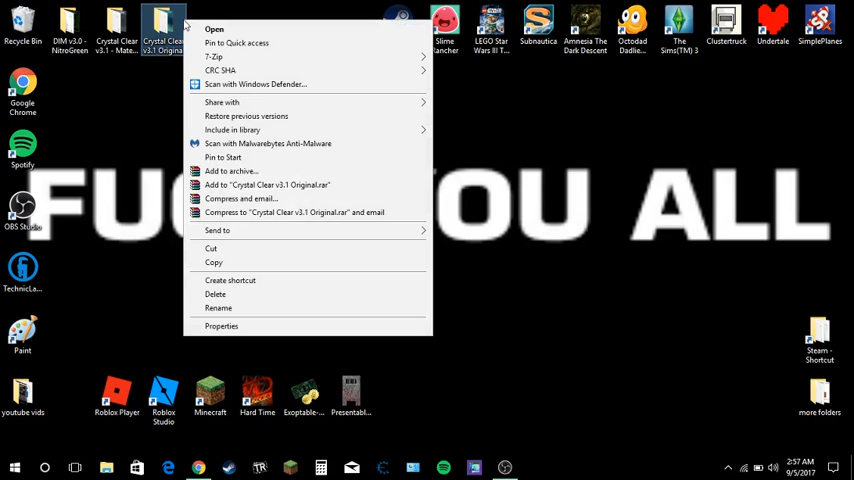 Recycle Bin
DIM v3.0 -
NitroGreen
Crystal Clear
v3.1 - Mate...
Crystal Clear
v3.1 Origina...
Open
Pin to Quick access
7-Zip
CRC SHA
Scan with Windows Defender...
Share with
Restore previous versions
Include in library
Scan with Malwarebytes Anti-Malware
Pin to Start
Add to archive...
Add to "Crystal Clear v3.1 Original.rar"
Compress and email...
Compress to "Crystal Clear v3.1 Original.rar" and email
Send to
Cut
Copy
Create shortcut
Delete
Rename
Properties
Slime
Rancher
LEGO Star
Wars III T...
Subnautica
Amnesia The
Dark Descent
Octodad
Dadlie...
The
Sims(TM) 3
Clustertruck
Undertale
SimplePlanes
Google
Chrome
Spotify
OBS Studio
TechnicLa...
Paint
youtube vids
Roblox Player
Roblox
Studio
Minecraft
Hard Time
Exoptable-...
Presentabl...
Steam -
Shortcut
more folders
OU ALL
2:57 AM
9/5/2017